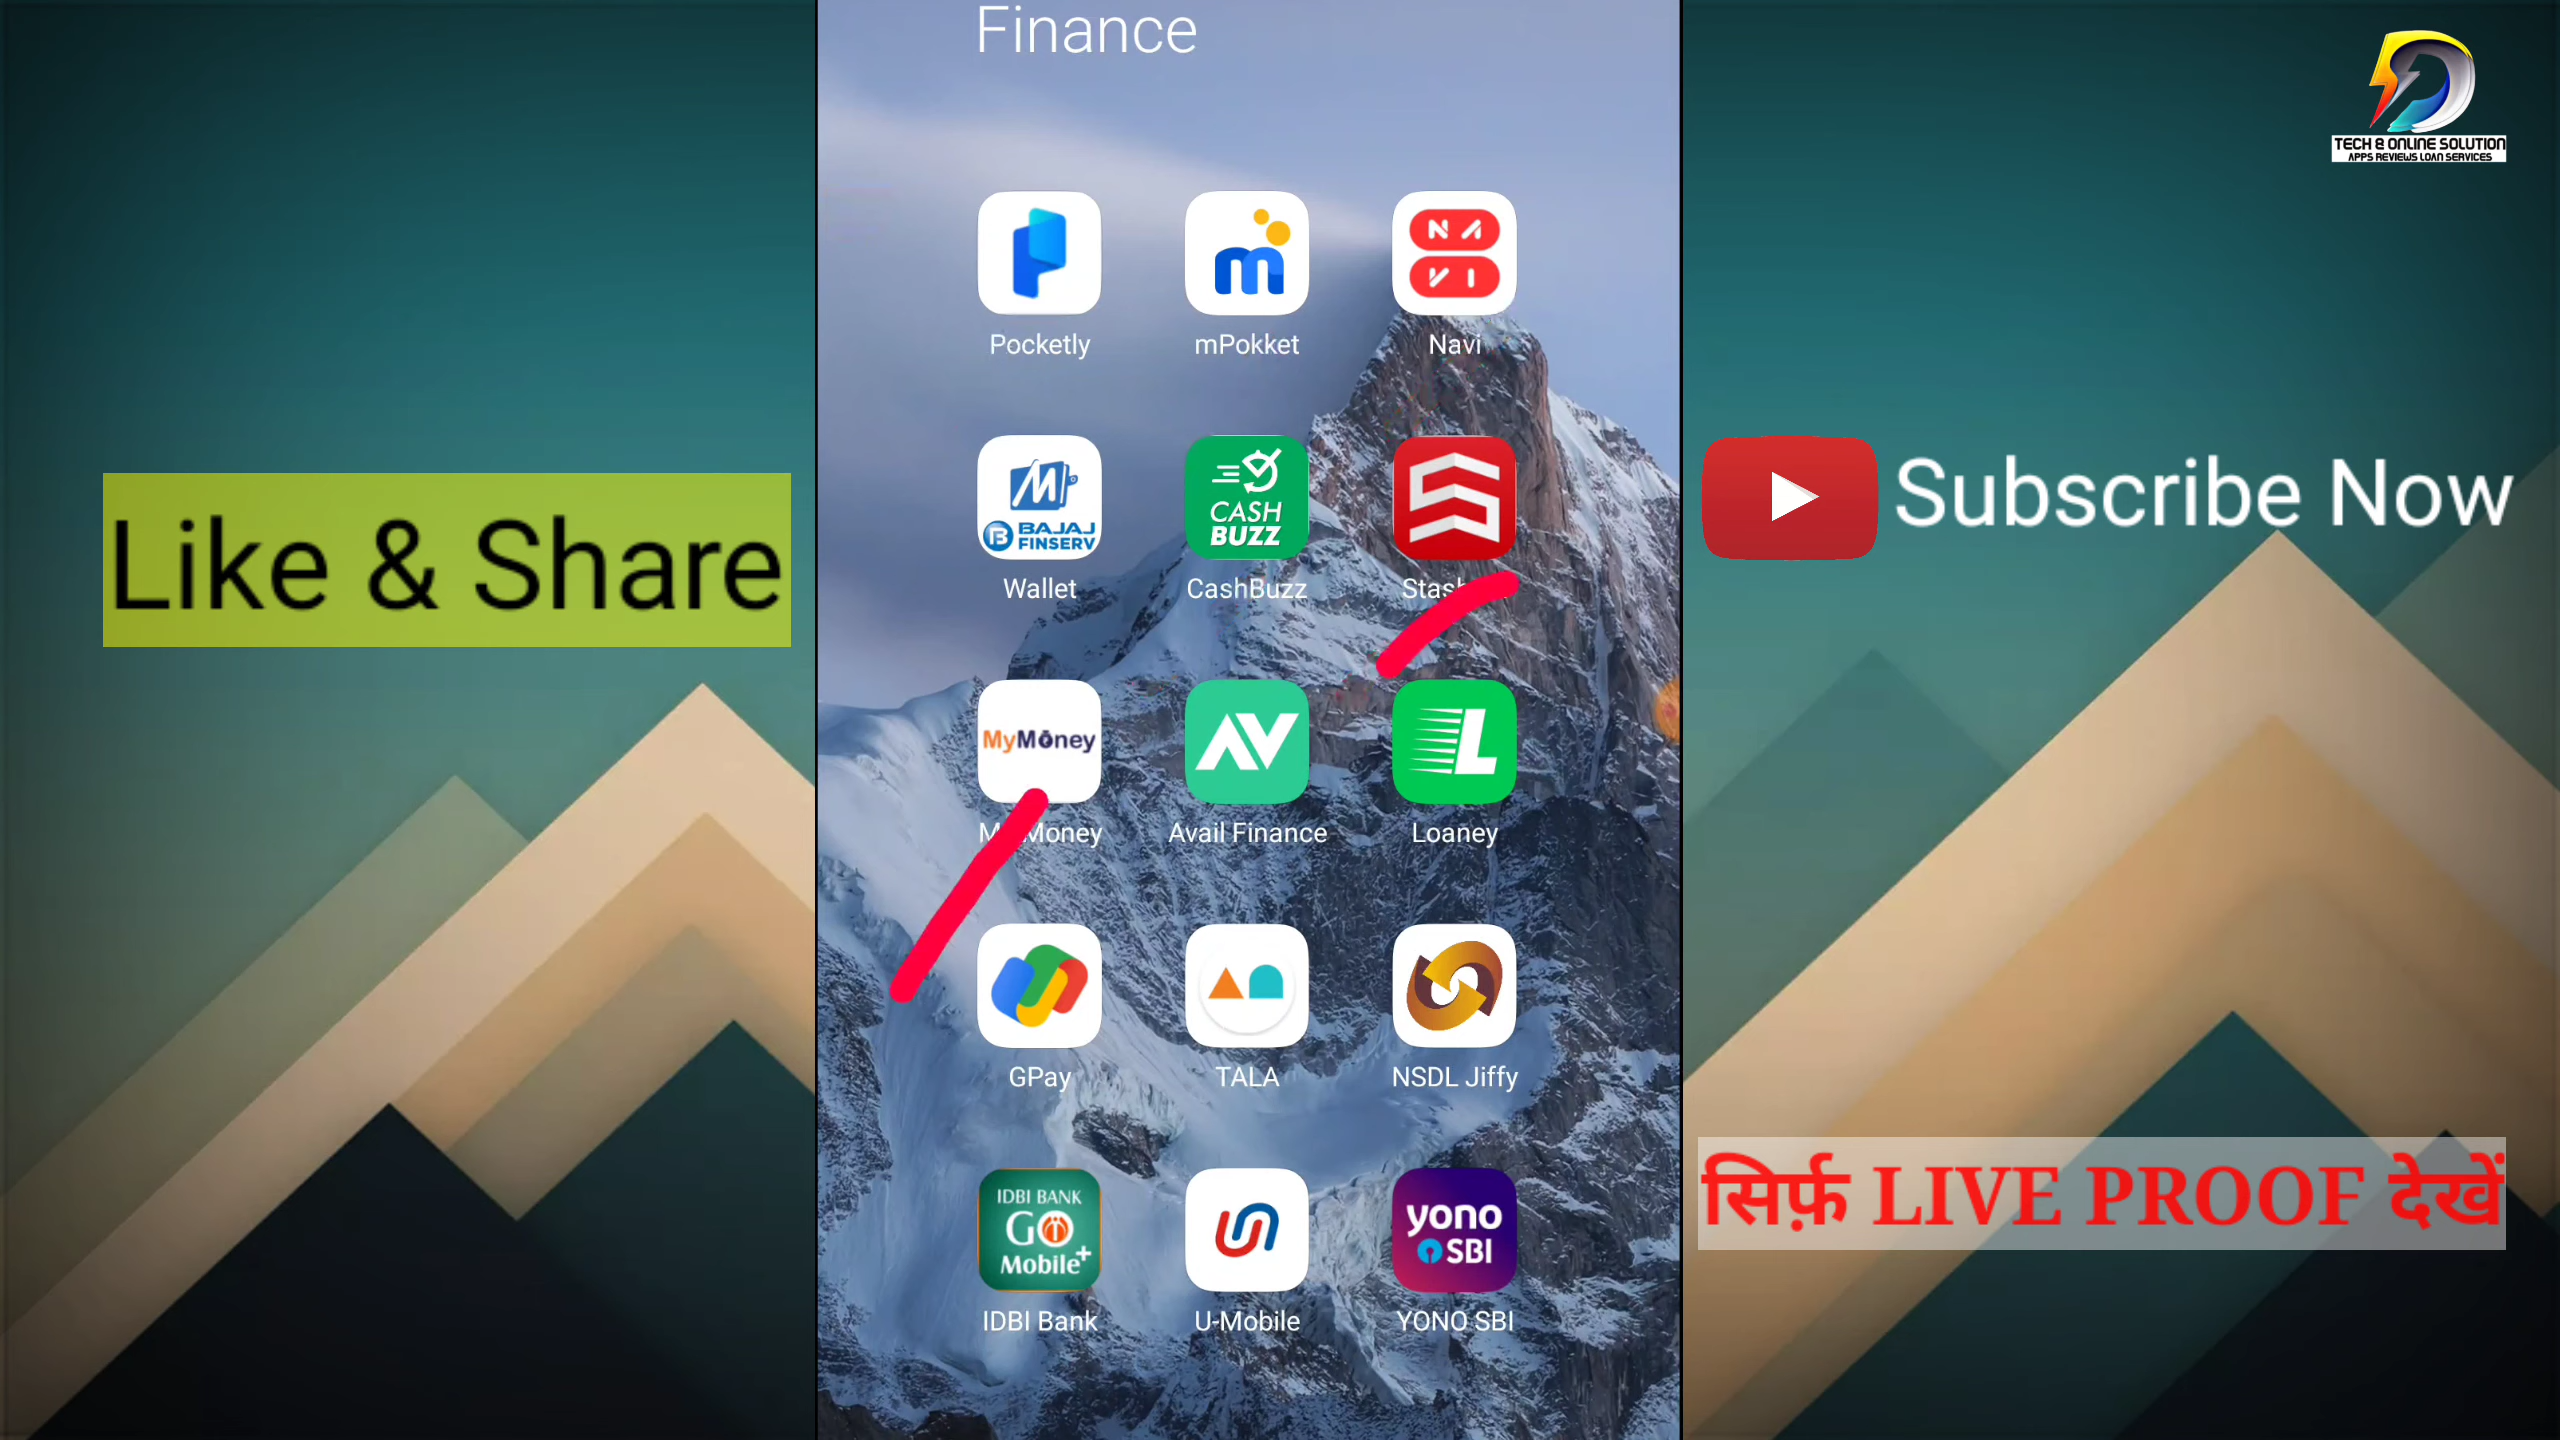 Finance
TECH & ONLINE SOLUTION
APPS REVIEWS LOAN SERVICES
NAVI
Pocketly mPokket Navi
BAJAJ
FINSERV
CASH
BUZZ
Wallet CashBuzz
Subscribe Now
Like & Share
MyMoney
Avail Finance Loaney
GPay TALA NSDL Jiffy
सिर्फ़ LIVE PROOF देखें
IDBI BANK
GO
Mobile+
yono
SBI
IDBI Bank U-Mobile YONO SBI